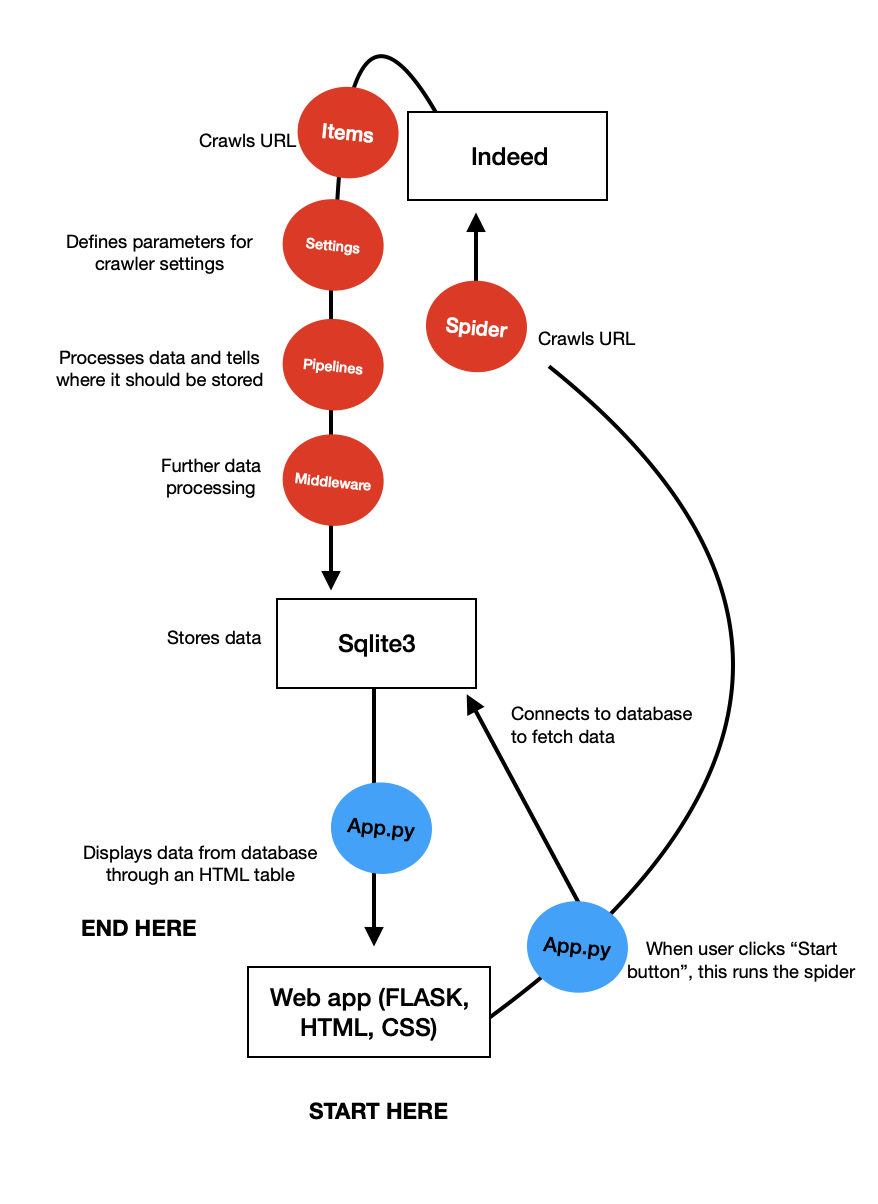 Crawls URL
Items
Indeed
Defines parameters for
crawler settings
Settings
Spider
Crawls URL
Processes data and tells
where it should be stored
Pipelines
Further data
processing
Middleware
Stores data
Sqlite3
Connects to database
to fetch data
App.py
Displays data from database
through an HTML table
END HERE
App.py
When user clicks “Start
button”, this runs the spider
Web app (FLASK,
HTML, CSS)
START HERE